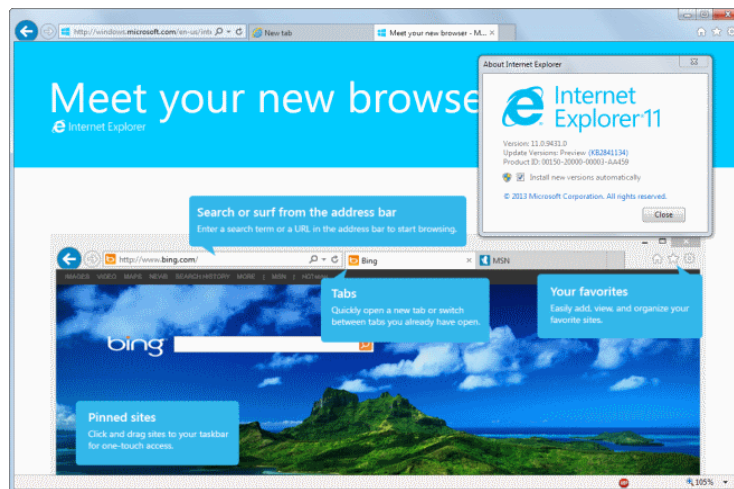 http://windows.microsoft.com/en-us/inte
New tab
Meet your new browser - M...
Meet your new browse
Internet Explorer
About Internet Explorer
Internet
Explorer 11
Version: 11.0.9431.0
Update Versions: Preview (KB2841134)
Product ID: 00150-20000-00003-AA459
Install new versions automatically
© 2013 Microsoft Corporation. All rights reserved.
Close
Search or surf from the address bar
Enter a search term or a URL in the address bar to start browsing.
http://www.bing.com/
Bing
MSN
IMAGES VIDEO MAPS NEWS SEARCH HISTORY MORE | MSN |
Tabs
Quickly open a new tab or switch
between tabs you already have open.
Your favorites
Easily add, view, and organize your
favorite sites.
bing
Pinned sites
Click and drag sites to your taskbar
for one-touch access.
105%